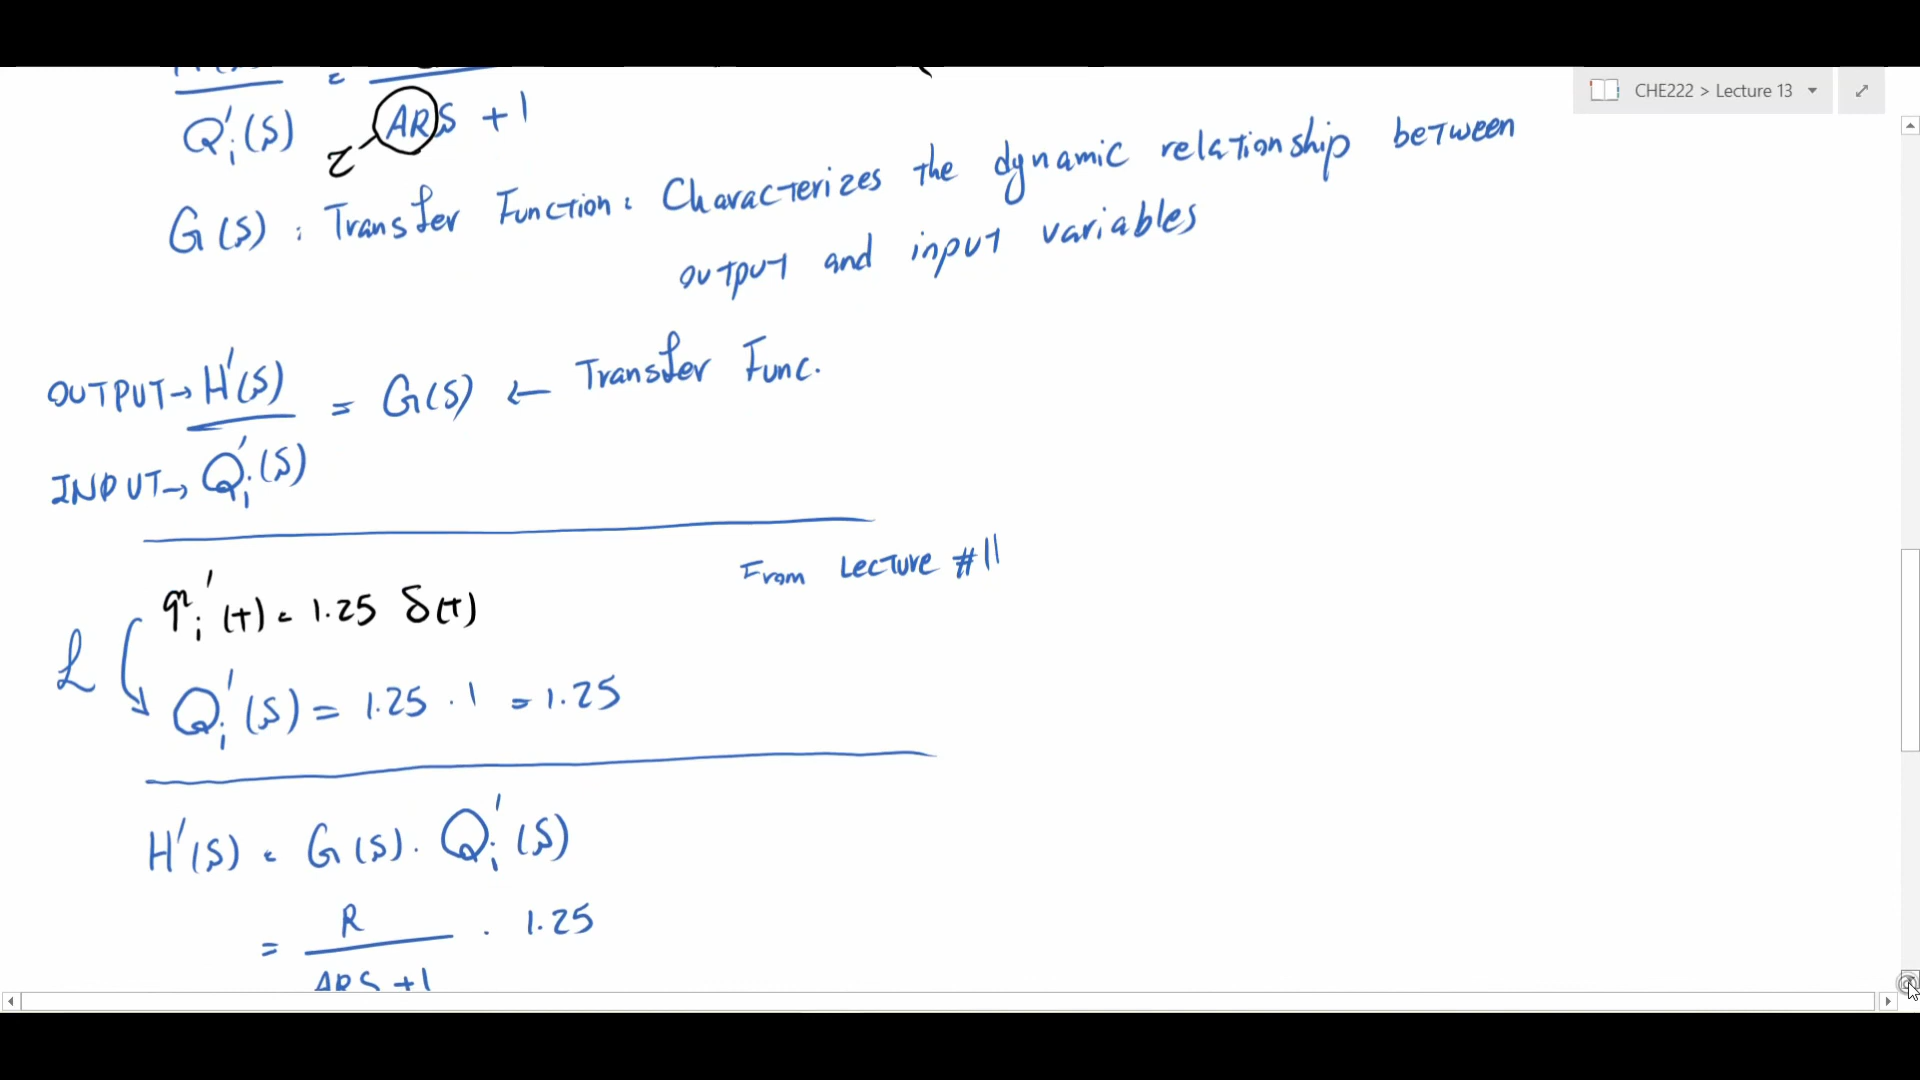 CHE222 > Lecture 13
Q'i(S) = ARS + 1
τ
G(S) : Transfer Function: Characterizes the dynamic relationship between
output and input variables
OUTPUT → H'(S) = G(S) ← Transfer Func.
INPUT → Q'i(S)
From Lecture #11
q'i(t) = 1.25 δ(t)
ℒ
Q'i(S) = 1.25 · 1 = 1.25
H'(S) = G(S) · Q'i(S)
= R · 1.25
ARS + 1